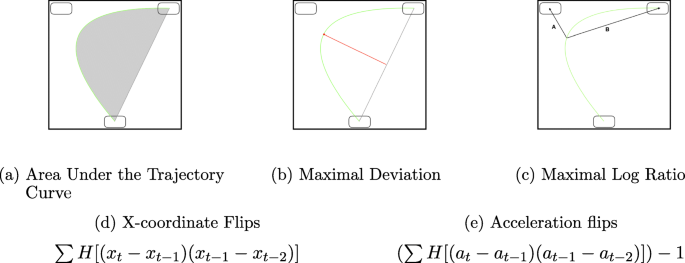 A
B
(a) Area Under the Trajectory
Curve
(b) Maximal Deviation
(c) Maximal Log Ratio
(d) X-coordinate Flips
(e) Acceleration flips
∑ H[(x_t − x_{t−1})(x_{t−1} − x_{t−2})]
(∑ H[(a_t − a_{t−1})(a_{t−1} − a_{t−2})]) − 1